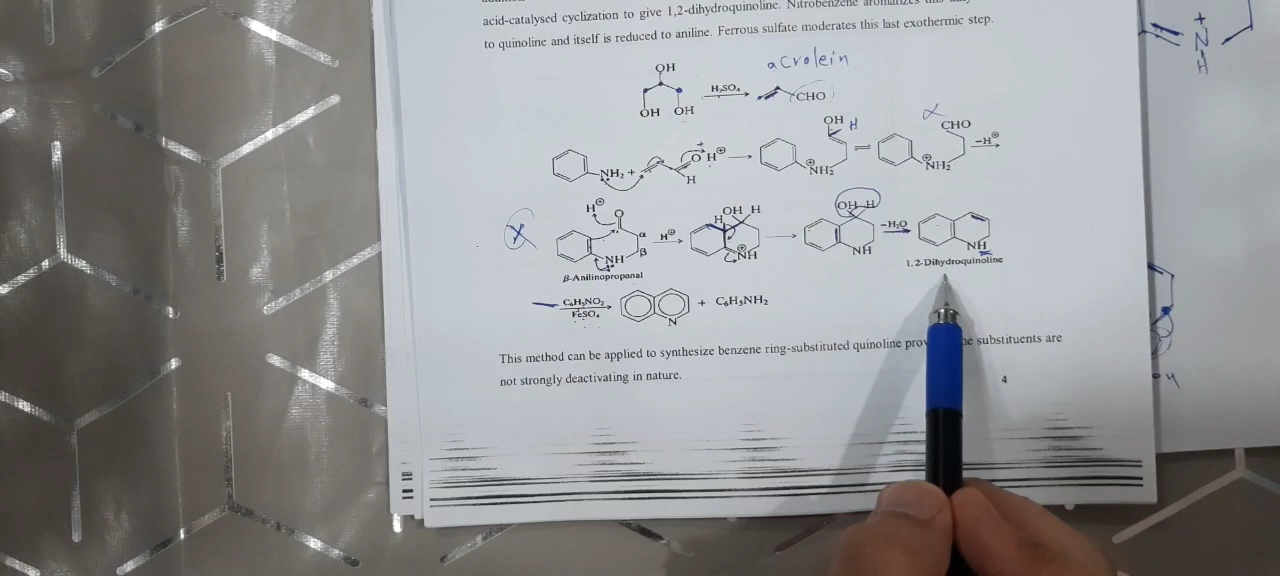 acid-catalysed cyclization to give 1,2-dihydroquinoline. Nitrobenzene aromatizes this
to quinoline and itself is reduced to aniline. Ferrous sulfate moderates this last exothermic step.
acrolein
OH
OH OH
H₂SO₄
CHO
NH₂ + O H⊕
H
OH H
⊕NH₂
α
CHO
⊕NH₂
–H⊕
H⊕
O
α
β
NH
β-Anilinopropanal
H⊕
H OH H
⊕NH
OH H
NH
–H₂O
NH
1, 2-Dihydroquinoline
C₆H₅NO₂
FeSO₄
N
+ C₆H₅NH₂
This method can be applied to synthesize benzene ring-substituted quinoline substituents are
not strongly deactivating in nature.
4
+N-H